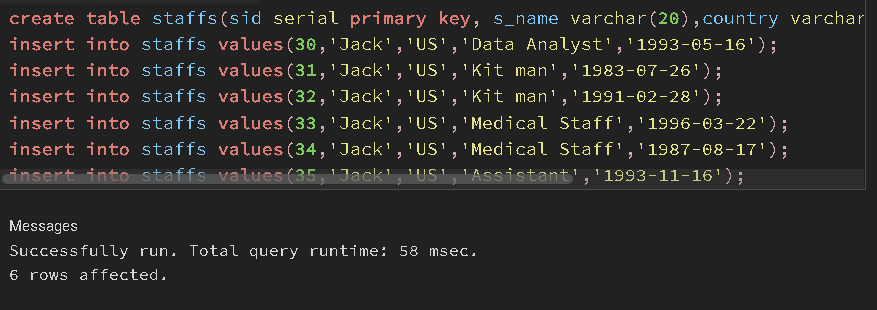 create table staffs(sid serial primary key, s_name varchar(20),country varchar
insert into staffs values(30,'Jack','US','Data Analyst','1993-05-16');
insert into staffs values(31,'Jack','US','Kit man','1983-07-26');
insert into staffs values(32,'Jack','US','Kit man','1991-02-28');
insert into staffs values(33,'Jack','US','Medical Staff','1996-03-22');
insert into staffs values(34,'Jack','US','Medical Staff','1987-08-17');
insert into staffs values(35,'Jack','US','Assistant','1993-11-16');
Messages
Successfully run. Total query runtime: 58 msec.
6 rows affected.